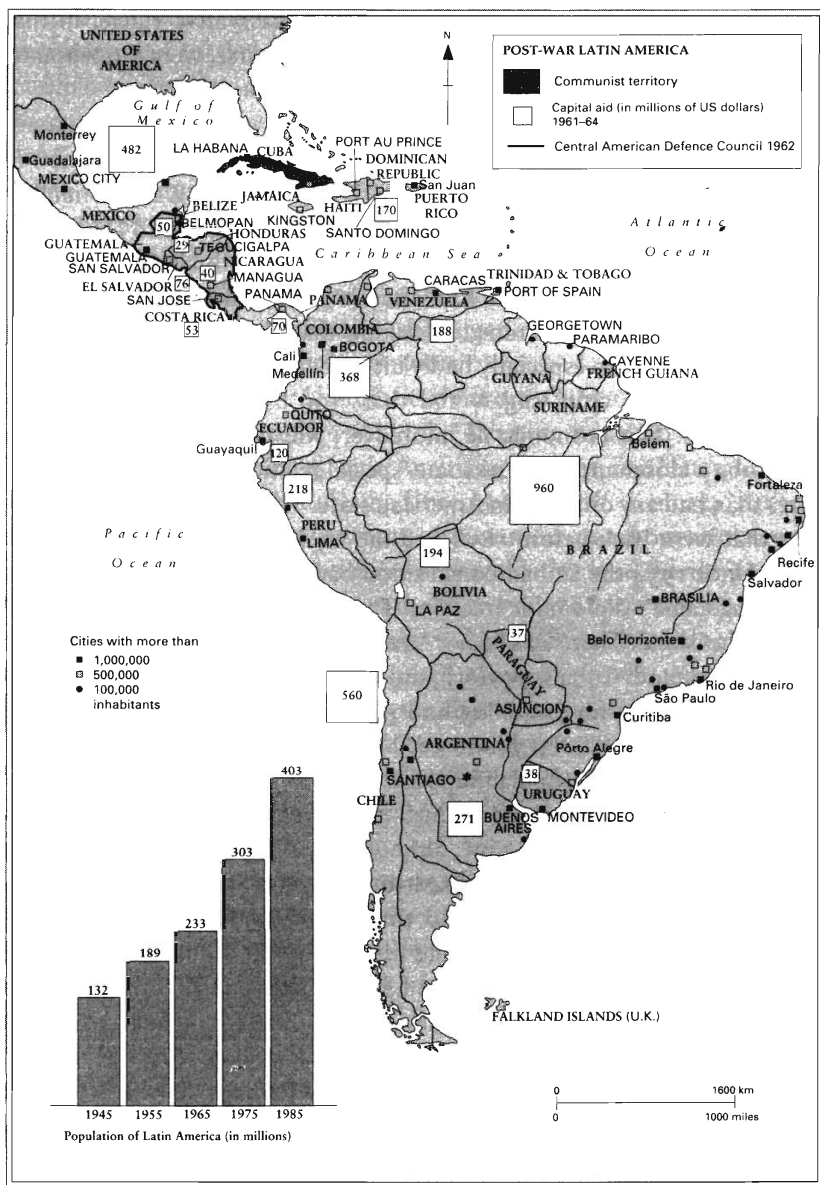 UNITED STATES
OF
AMERICA
N
POST-WAR LATIN AMERICA
Communist territory
Capital aid (in millions of US dollars)
1961–64
Central American Defence Council 1962
Gulf of
Mexico
Monterrey
482
Guadalajara
MEXICO CITY
MEXICO
LA HABANA
CUBA
PORT AU PRINCE
DOMINICAN
REPUBLIC
San Juan
PUERTO
RICO
JAMAICA
KINGSTON
HAITI
170
SANTO DOMINGO
BELIZE
BELMOPAN
50
HONDURAS
GUATEMALA
29
TEGUCIGALPA
GUATEMALA
NICARAGUA
SAN SALVADOR
76
40
MANAGUA
EL SALVADOR
SAN JOSE
PANAMA
COSTA RICA
53
70
Caribbean Sea
Atlantic
Ocean
PANAMA
VENEZUELA
CARACAS
TRINIDAD & TOBAGO
PORT OF SPAIN
188
COLOMBIA
BOGOTA
Cali
Medellín
368
GEORGETOWN
PARAMARIBO
CAYENNE
GUYANA
FRENCH GUIANA
SURINAME
QUITO
ECUADOR
Guayaquil
120
218
PERU
LIMA
Belém
960
Fortaleza
BRAZIL
Recife
Salvador
Pacific
Ocean
194
BOLIVIA
LA PAZ
BRASILIA
Belo Horizonte
37
PARAGUAY
Rio de Janeiro
São Paulo
ASUNCION
Curitiba
560
ARGENTINA
Pôrto Alegre
38
SANTIAGO
URUGUAY
CHILE
271
BUENOS
AIRES
MONTEVIDEO
FALKLAND ISLANDS (U.K.)
Cities with more than
1,000,000
500,000
100,000
inhabitants
132
189
233
303
403
1945 1955 1965 1975 1985
Population of Latin America (in millions)
0 1600 km
0 1000 miles